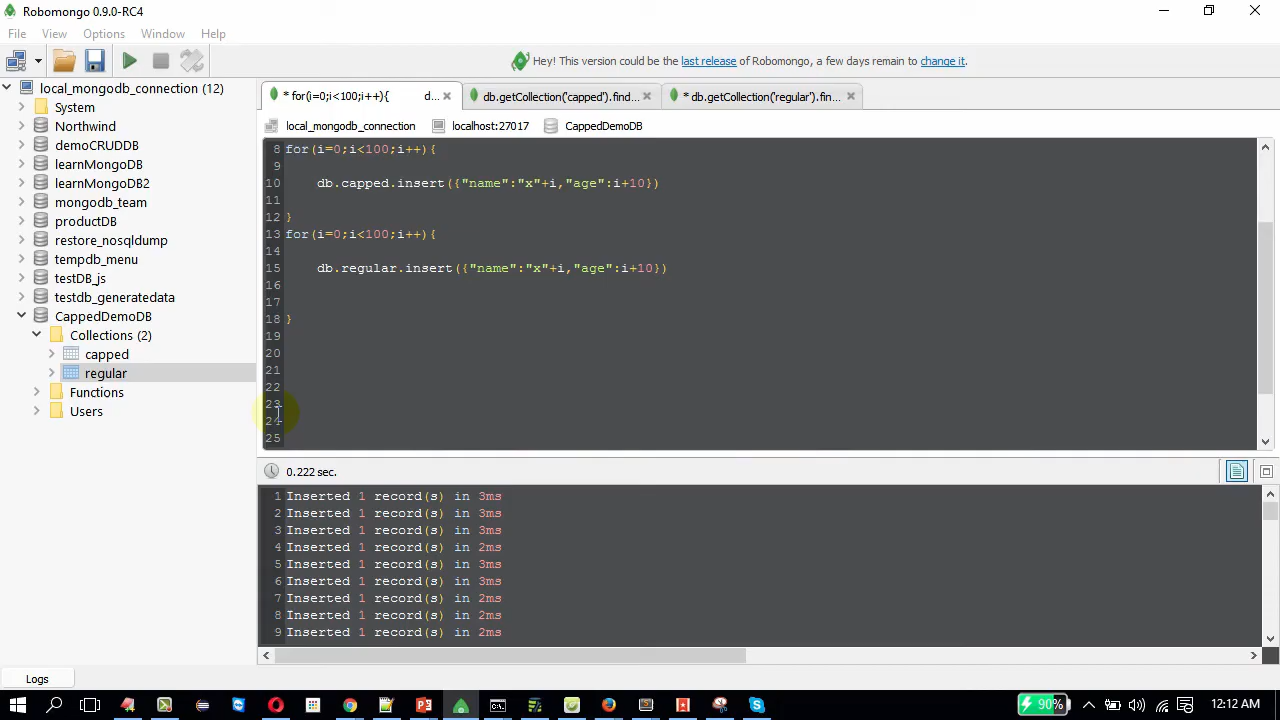 Robomongo 0.9.0-RC4
File View Options Window Help
Hey! This version could be the last release of Robomongo, a few days remain to change it.
local_mongodb_connection (12)
System
Northwind
demoCRUDDB
learnMongoDB
learnMongoDB2
mongodb_team
productDB
restore_nosqldump
tempdb_menu
testDB_js
testdb_generatedata
CappedDemoDB
Collections (2)
capped
regular
Functions
Users
* for(i=0;i<100;i++){ d... db.getCollection('capped').find... * db.getCollection('regular').fin...
local_mongodb_connection localhost:27017 CappedDemoDB
8 for(i=0;i<100;i++){
9
10 db.capped.insert({"name":"x"+i,"age":i+10})
11
12 }
13 for(i=0;i<100;i++){
14
15 db.regular.insert({"name":"x"+i,"age":i+10})
16
17
18 }
19
20
21
22
23
24
25
0.222 sec.
1 Inserted 1 record(s) in 3ms
2 Inserted 1 record(s) in 3ms
3 Inserted 1 record(s) in 3ms
4 Inserted 1 record(s) in 2ms
5 Inserted 1 record(s) in 3ms
6 Inserted 1 record(s) in 3ms
7 Inserted 1 record(s) in 2ms
8 Inserted 1 record(s) in 2ms
9 Inserted 1 record(s) in 2ms
Logs
90% 12:12 AM